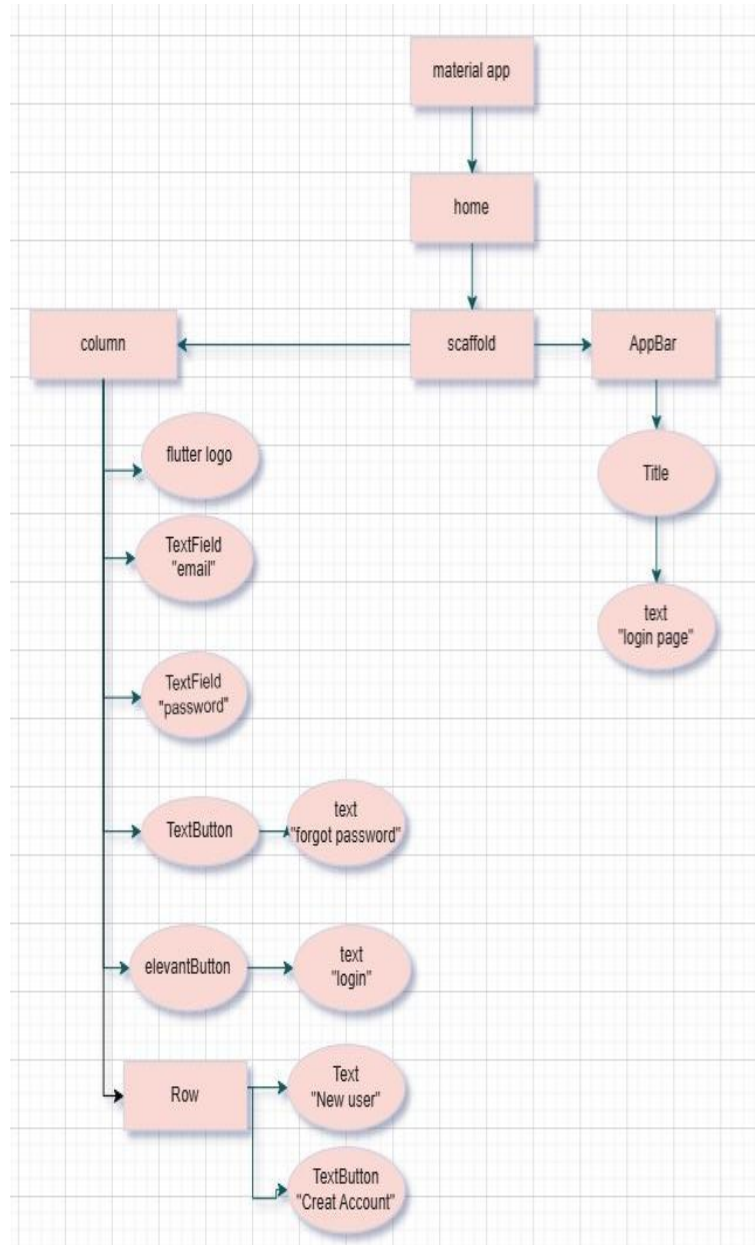 material app
home
column
scaffold
AppBar
flutter logo
Title
TextField
"email"
text
"login page"
TextField
"password"
TextButton
text
"forgot password"
elevantButton
text
"login"
Row
Text
"New user"
TextButton
"Creat Account"